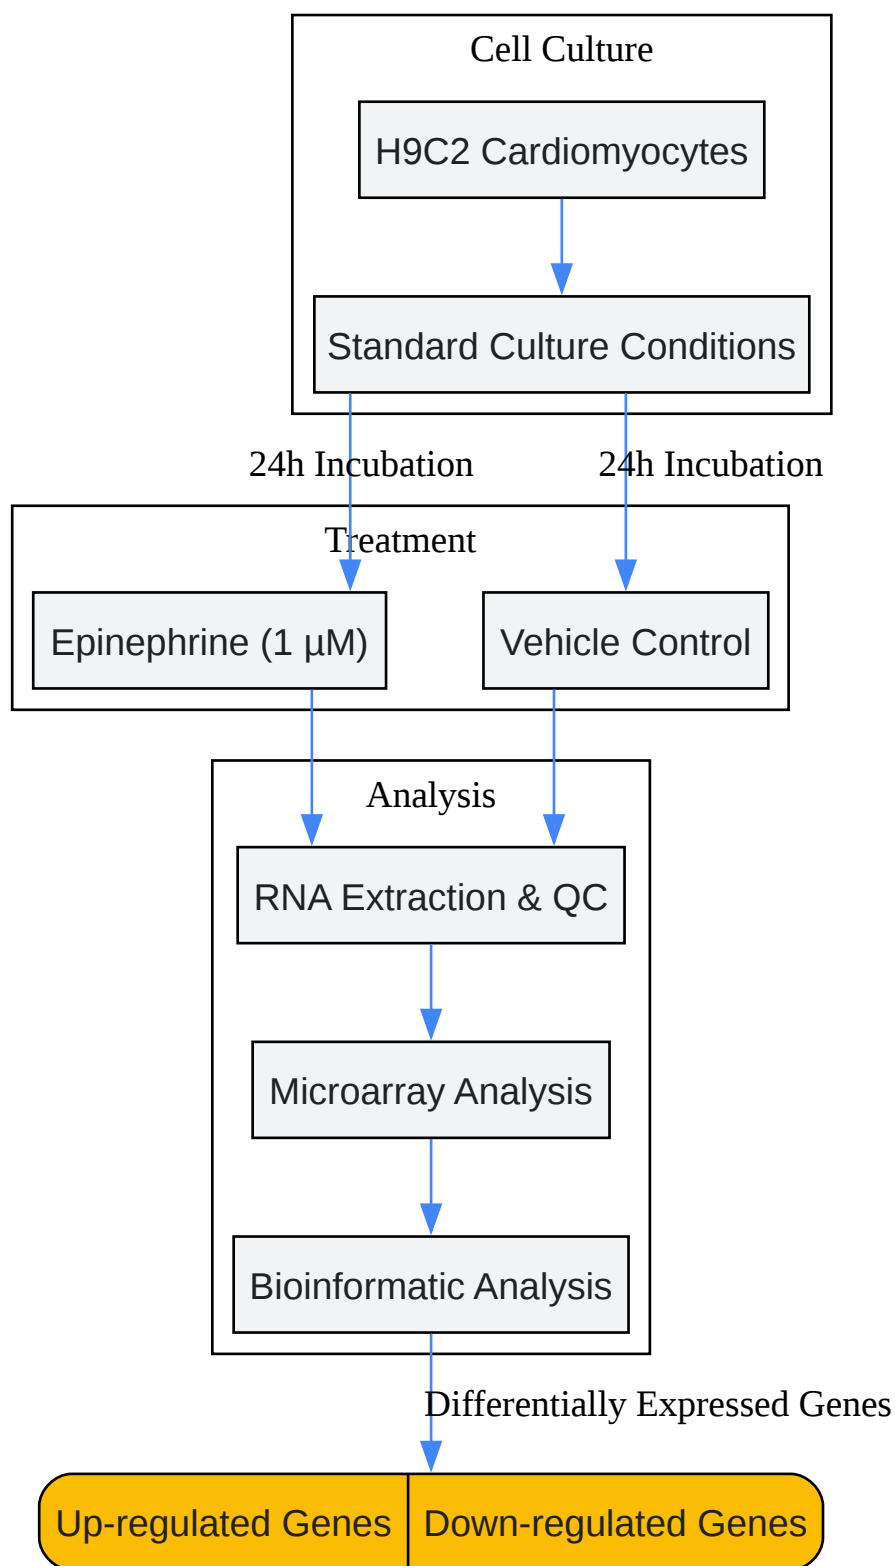 Cell Culture
H9C2 Cardiomyocytes
Standard Culture Conditions
24h Incubation
24h Incubation
Treatment
Epinephrine (1 µM)
Vehicle Control
Analysis
RNA Extraction & QC
Microarray Analysis
Bioinformatic Analysis
Differentially Expressed Genes
Up-regulated Genes
Down-regulated Genes